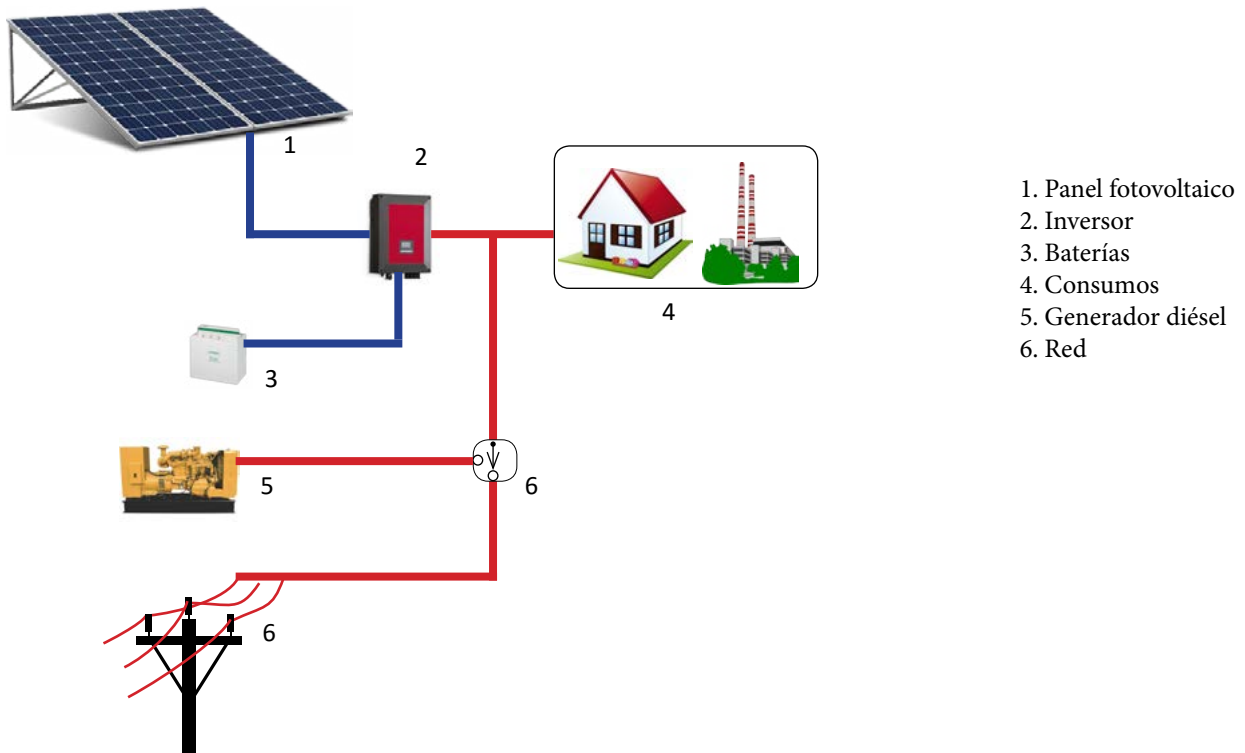 1
2
3
4
5
6
6
1. Panel fotovoltaico
2. Inversor
3. Baterías
4. Consumos
5. Generador diésel
6. Red